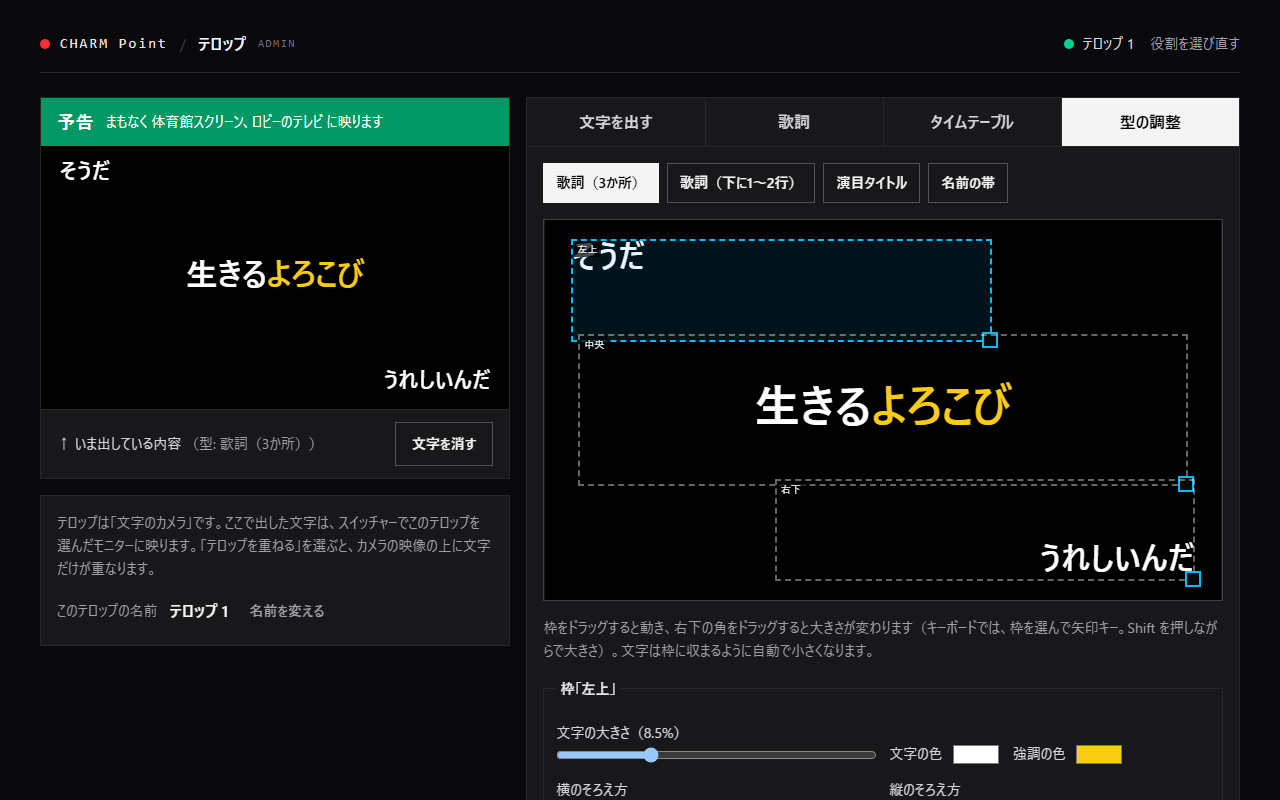 CHARM Point / テロップ ADMIN
テロップ 1 役割を選び直す
予告 まもなく 体育館スクリーン、ロビーのテレビ に映ります
そうだ
生きるよろこび
うれしいんだ
↑ いま出している内容 （型: 歌詞（3か所））
文字を消す
テロップは「文字のカメラ」です。ここで出した文字は、スイッチャーでこのテロップを
選んだモニターに映ります。「テロップを重ねる」を選ぶと、カメラの映像の上に文字
だけが重なります。
このテロップの名前 テロップ 1 名前を変える
文字を出す 歌詞 タイムテーブル 型の調整
歌詞（3か所） 歌詞（下に1〜2行） 演目タイトル 名前の帯
左上
そうだ
中央
生きるよろこび
右下
うれしいんだ
枠をドラッグすると動き、右下の角をドラッグすると大きさが変わります（キーボードでは、枠を選んで矢印キー。Shift を押しなが
らで大きさ）。文字は枠に収まるように自動で小さくなります。
枠「左上」
文字の大きさ（8.5%）
文字の色 強調の色
横のそろえ方 縦のそろえ方